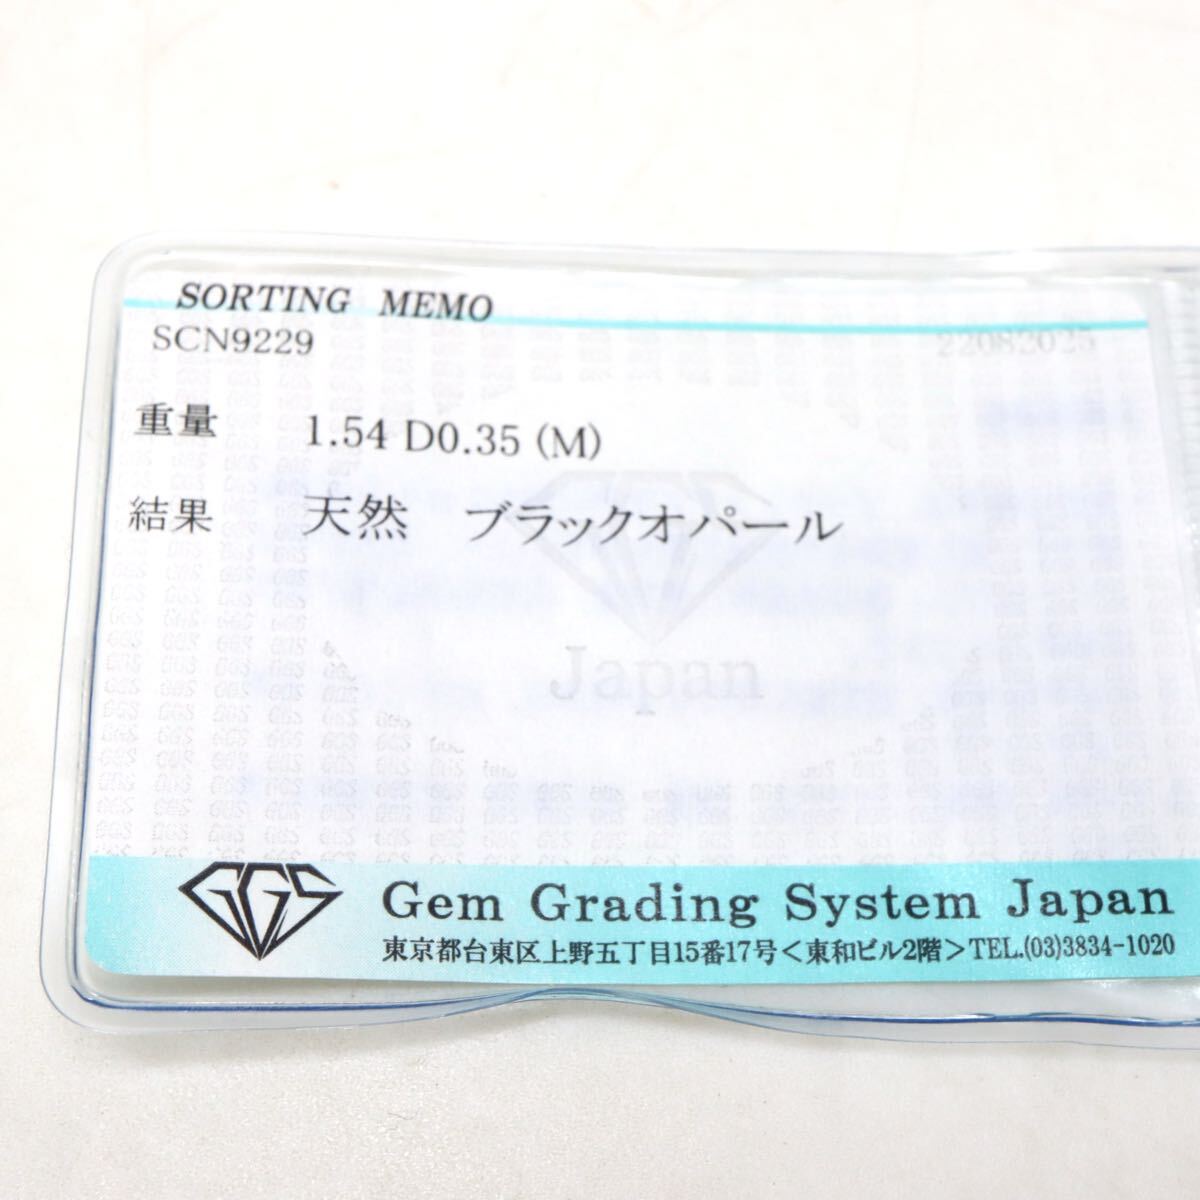 SORTING MEMO
SCN9229 22082025
重量 1.54 D0.35 (M)
結果 天然 ブラックオパール
Japan
GGS Gem Grading System Japan
東京都台東区上野五丁目15番17号<東和ビル2階>TEL.(03)3834-1020